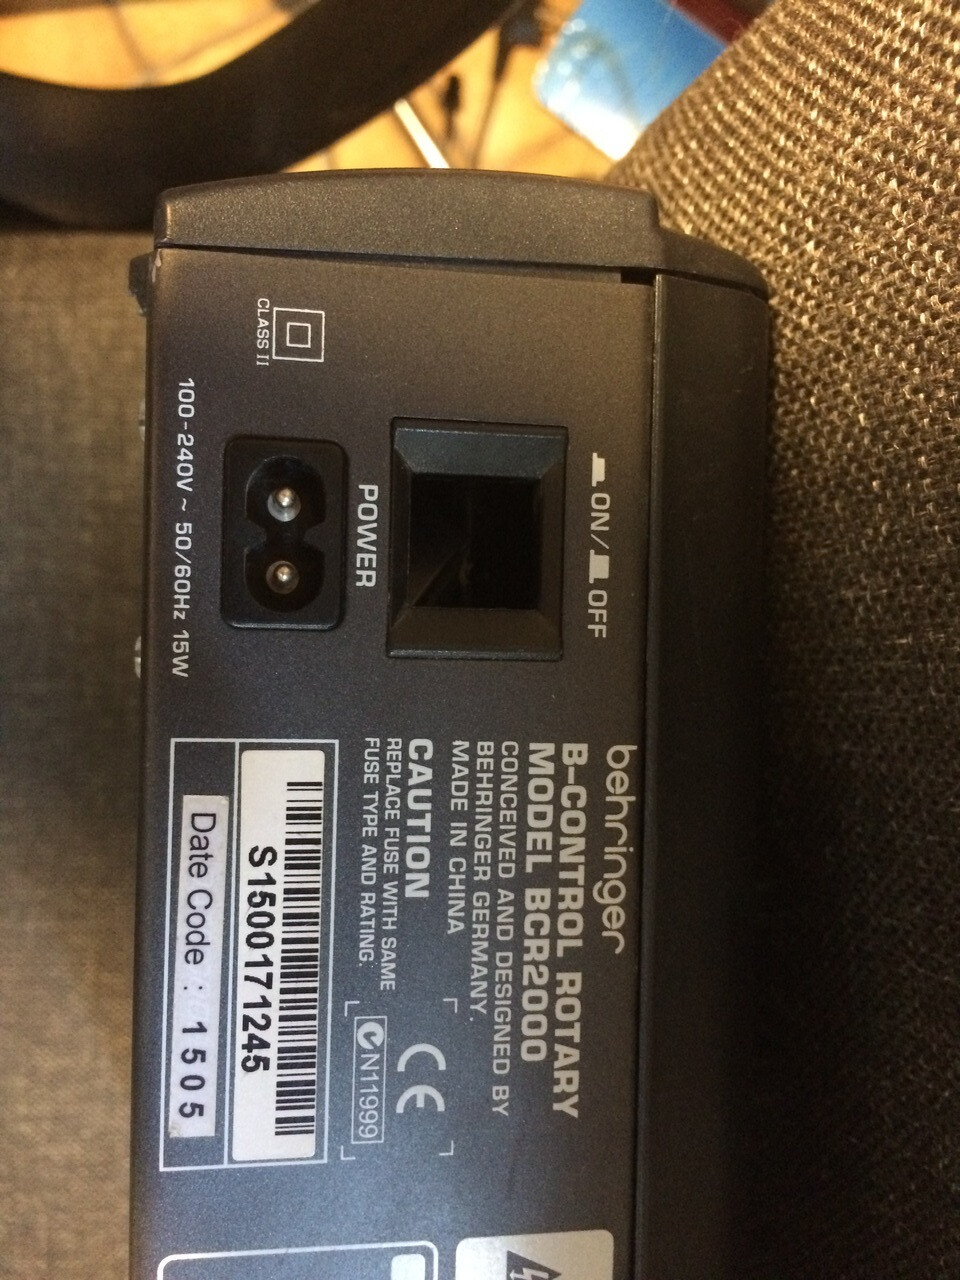 CLASS II
100-240V~ 50/60Hz 15W
POWER
ON/ OFF
behringer
B-CONTROL ROTARY
MODEL BCR2000
CONCEIVED AND DESIGNED BY
BEHRINGER GERMANY.
MADE IN CHINA
CAUTION
REPLACE FUSE WITH SAME
FUSE TYPE AND RATING.
CE
N11999
S150017​1245
Date Code : 1505